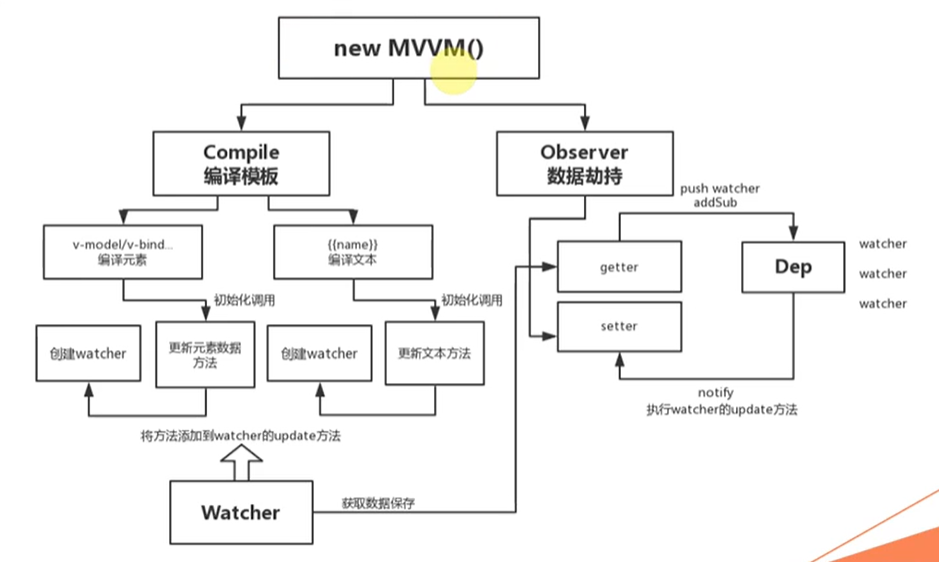 new MVVM()
Compile
编译模板
Observer
数据劫持
push watcher
addSub
v-model/v-bind...
编译元素
{{name}}
编译文本
getter
Dep
watcher
watcher
watcher
初始化调用
初始化调用
setter
创建watcher
更新元素数据
方法
创建watcher
更新文本方法
notify
执行watcher的update方法
将方法添加到watcher的update方法
Watcher
获取数据保存